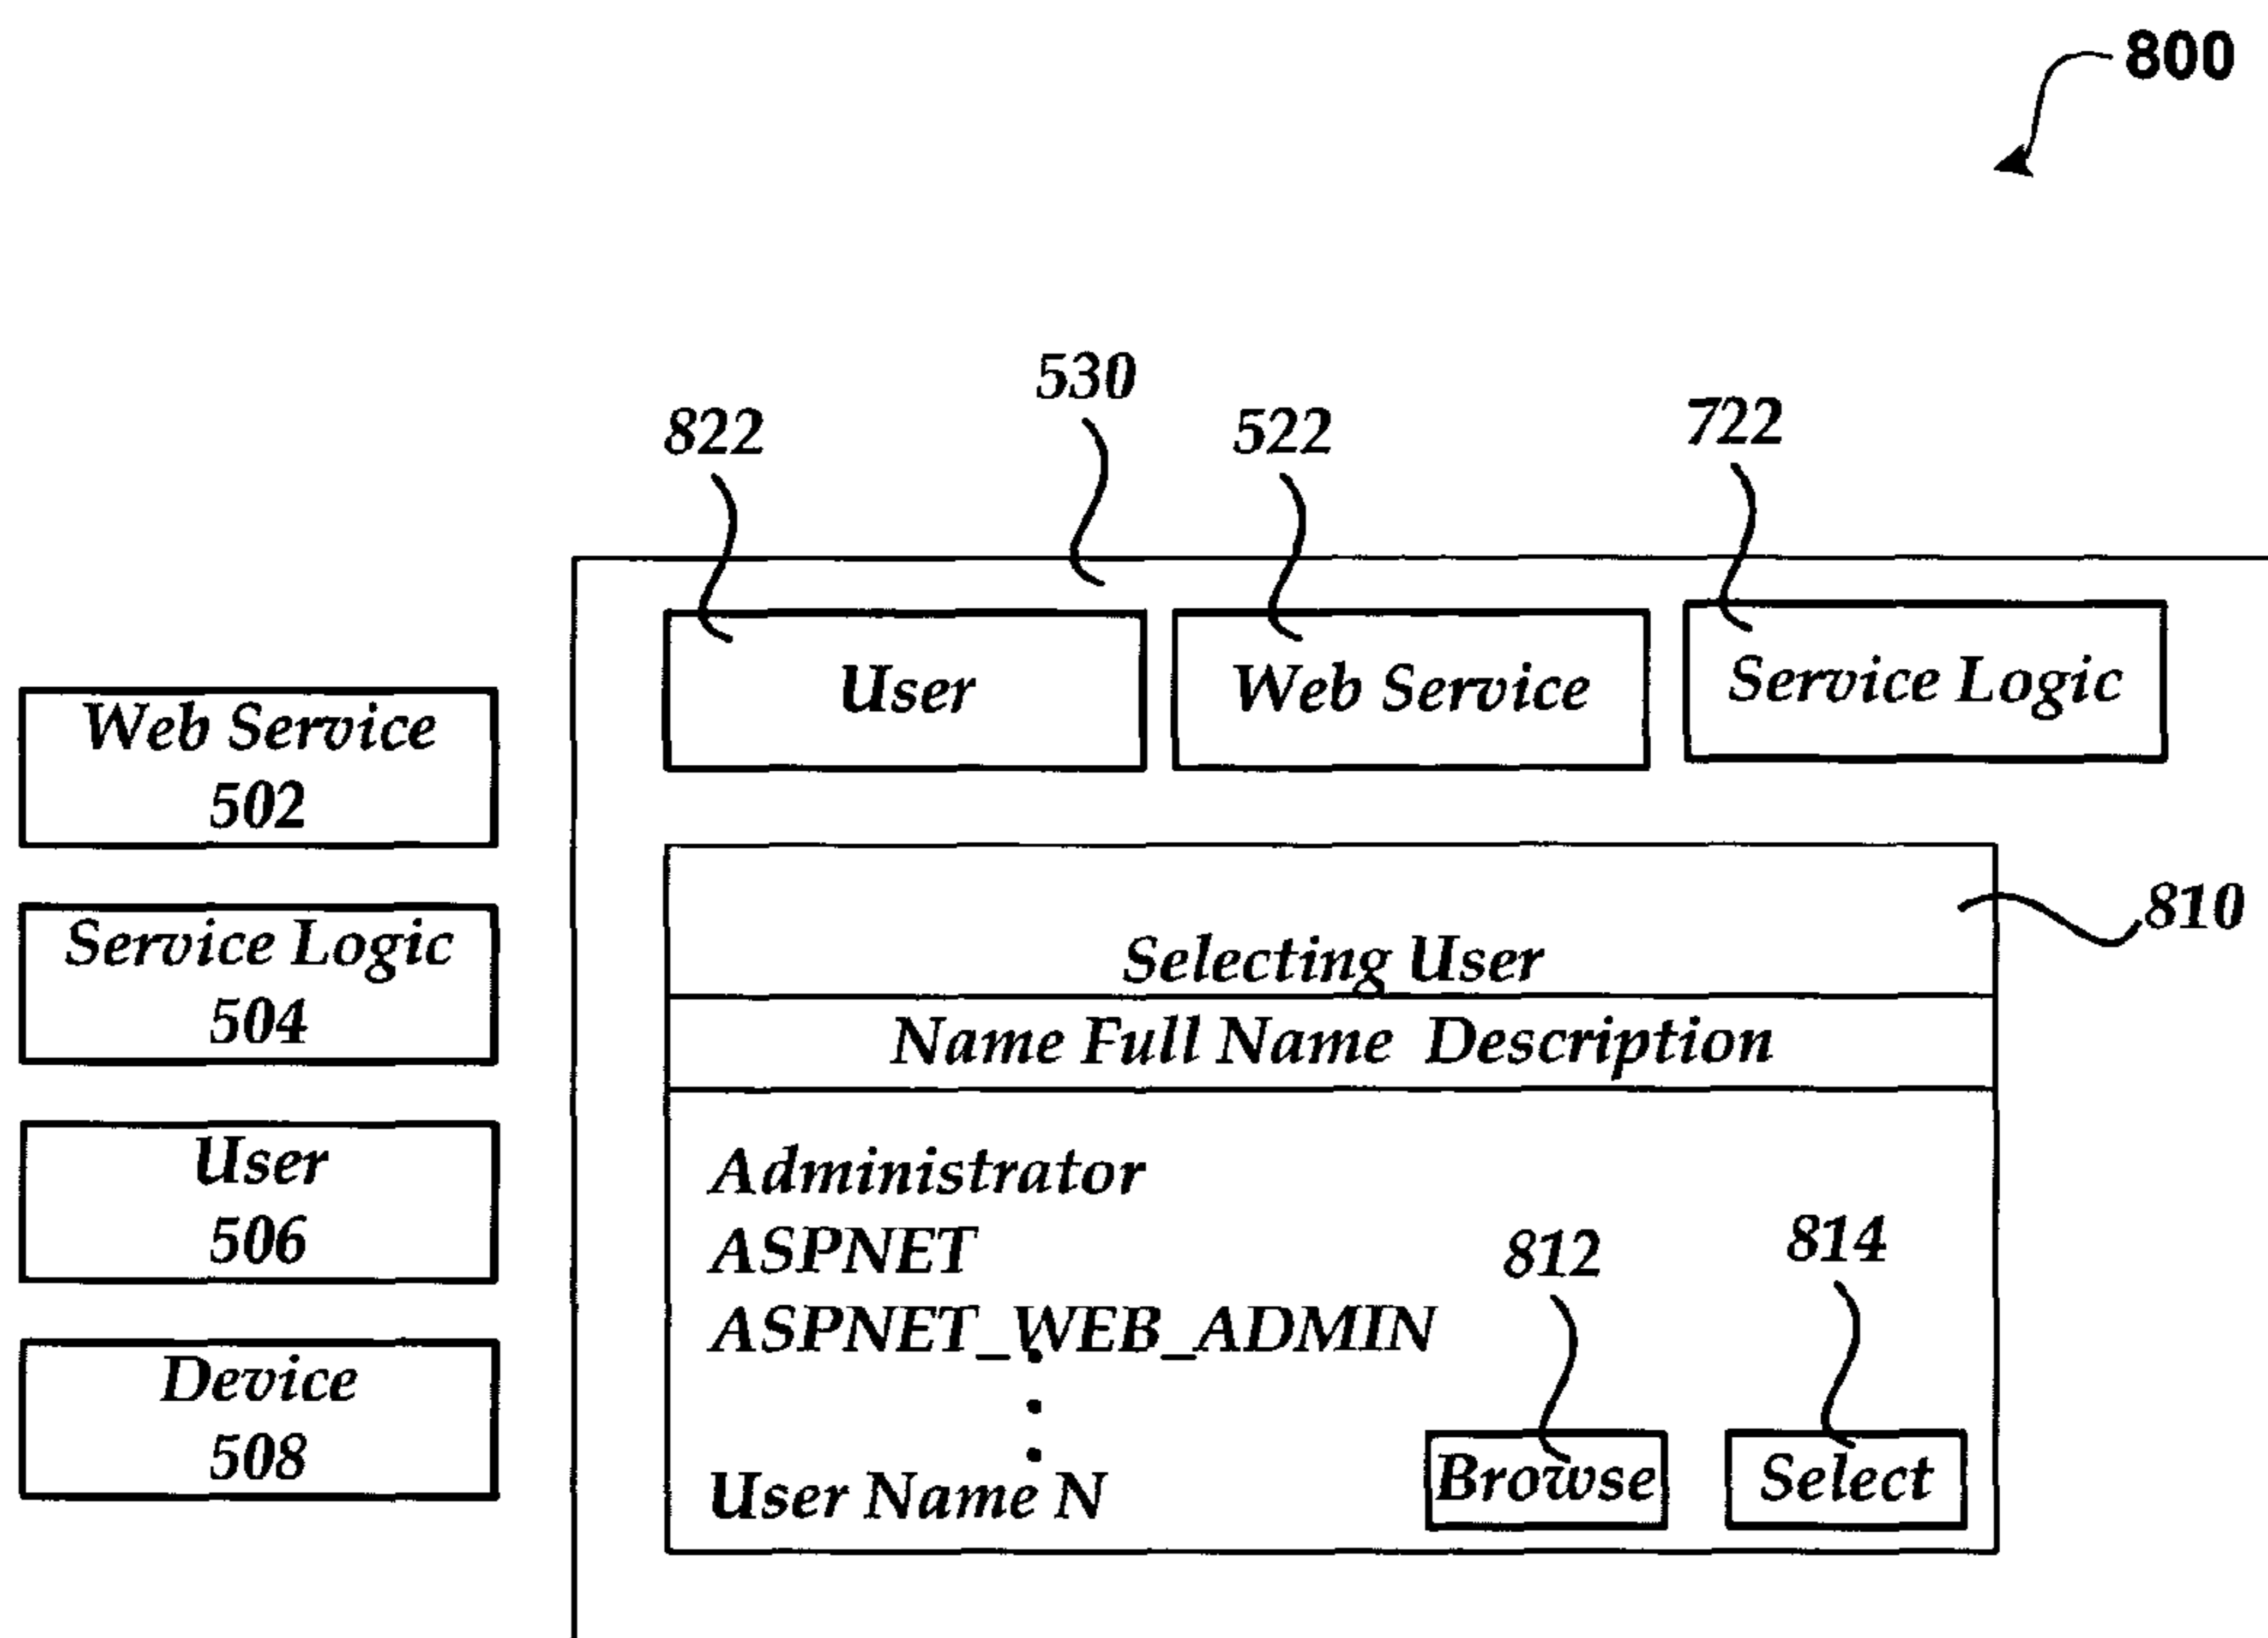 800
530
822
522
722
User
Web Service
Service Logic
Web Service
502
Service Logic
504
User
506
Device
508
810
Selecting User
Name Full Name Description
Administrator
ASPNET
ASPNET_WEB_ADMIN
User Name N
812
814
Browse
Select